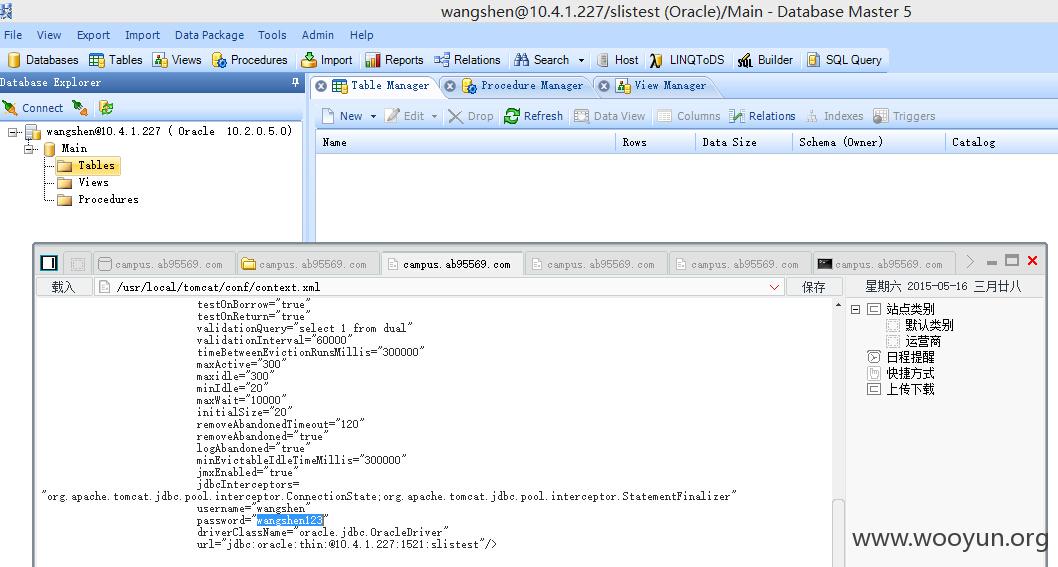 wangshen@10.4.1.227/slistest (Oracle)/Main - Database Master 5
File View Export Import Data Package Tools Admin Help
Databases Tables Views Procedures Import Reports Relations Search Host LINQToDS Builder SQL Query
Database Explorer
Connect
wangshen@10.4.1.227 ( Oracle 10.2.0.5.0)
Main
Tables
Views
Procedures
Table Manager Procedure Manager View Manager
New Edit Drop Refresh Data View Columns Relations Indexes Triggers
Name Rows Data Size Schema (Owner) Catalog
campus.ab95569.com campus.ab95569.com campus.ab95569.com campus.ab95569.com campus.ab95569.com campus.ab95569.com
载入 /usr/local/tomcat/conf/context.xml 保存
testOnBorrow="true"
testOnReturn="true"
validationQuery="select 1 from dual"
validationInterval="60000"
timeBetweenEvictionRunsMillis="300000"
maxActive="300"
maxidle="300"
minIdle="20"
maxWait="10000"
initialSize="20"
removeAbandonedTimeout="120"
removeAbandoned="true"
logAbandoned="true"
minEvictableIdleTimeMillis="300000"
jmxEnabled="true"
jdbcInterceptors=
"org.apache.tomcat.jdbc.pool.interceptor.ConnectionState;org.apache.tomcat.jdbc.pool.interceptor.StatementFinalizer"
username="wangshen"
password="wangshen123"
driverClassName="oracle.jdbc.OracleDriver"
url="jdbc:oracle:thin:@10.4.1.227:1521:slistest"/>
星期六 2015-05-16 三月廿八
站点类别
默认类别
运营商
日程提醒
快捷方式
上传下载
www.wooyun.org